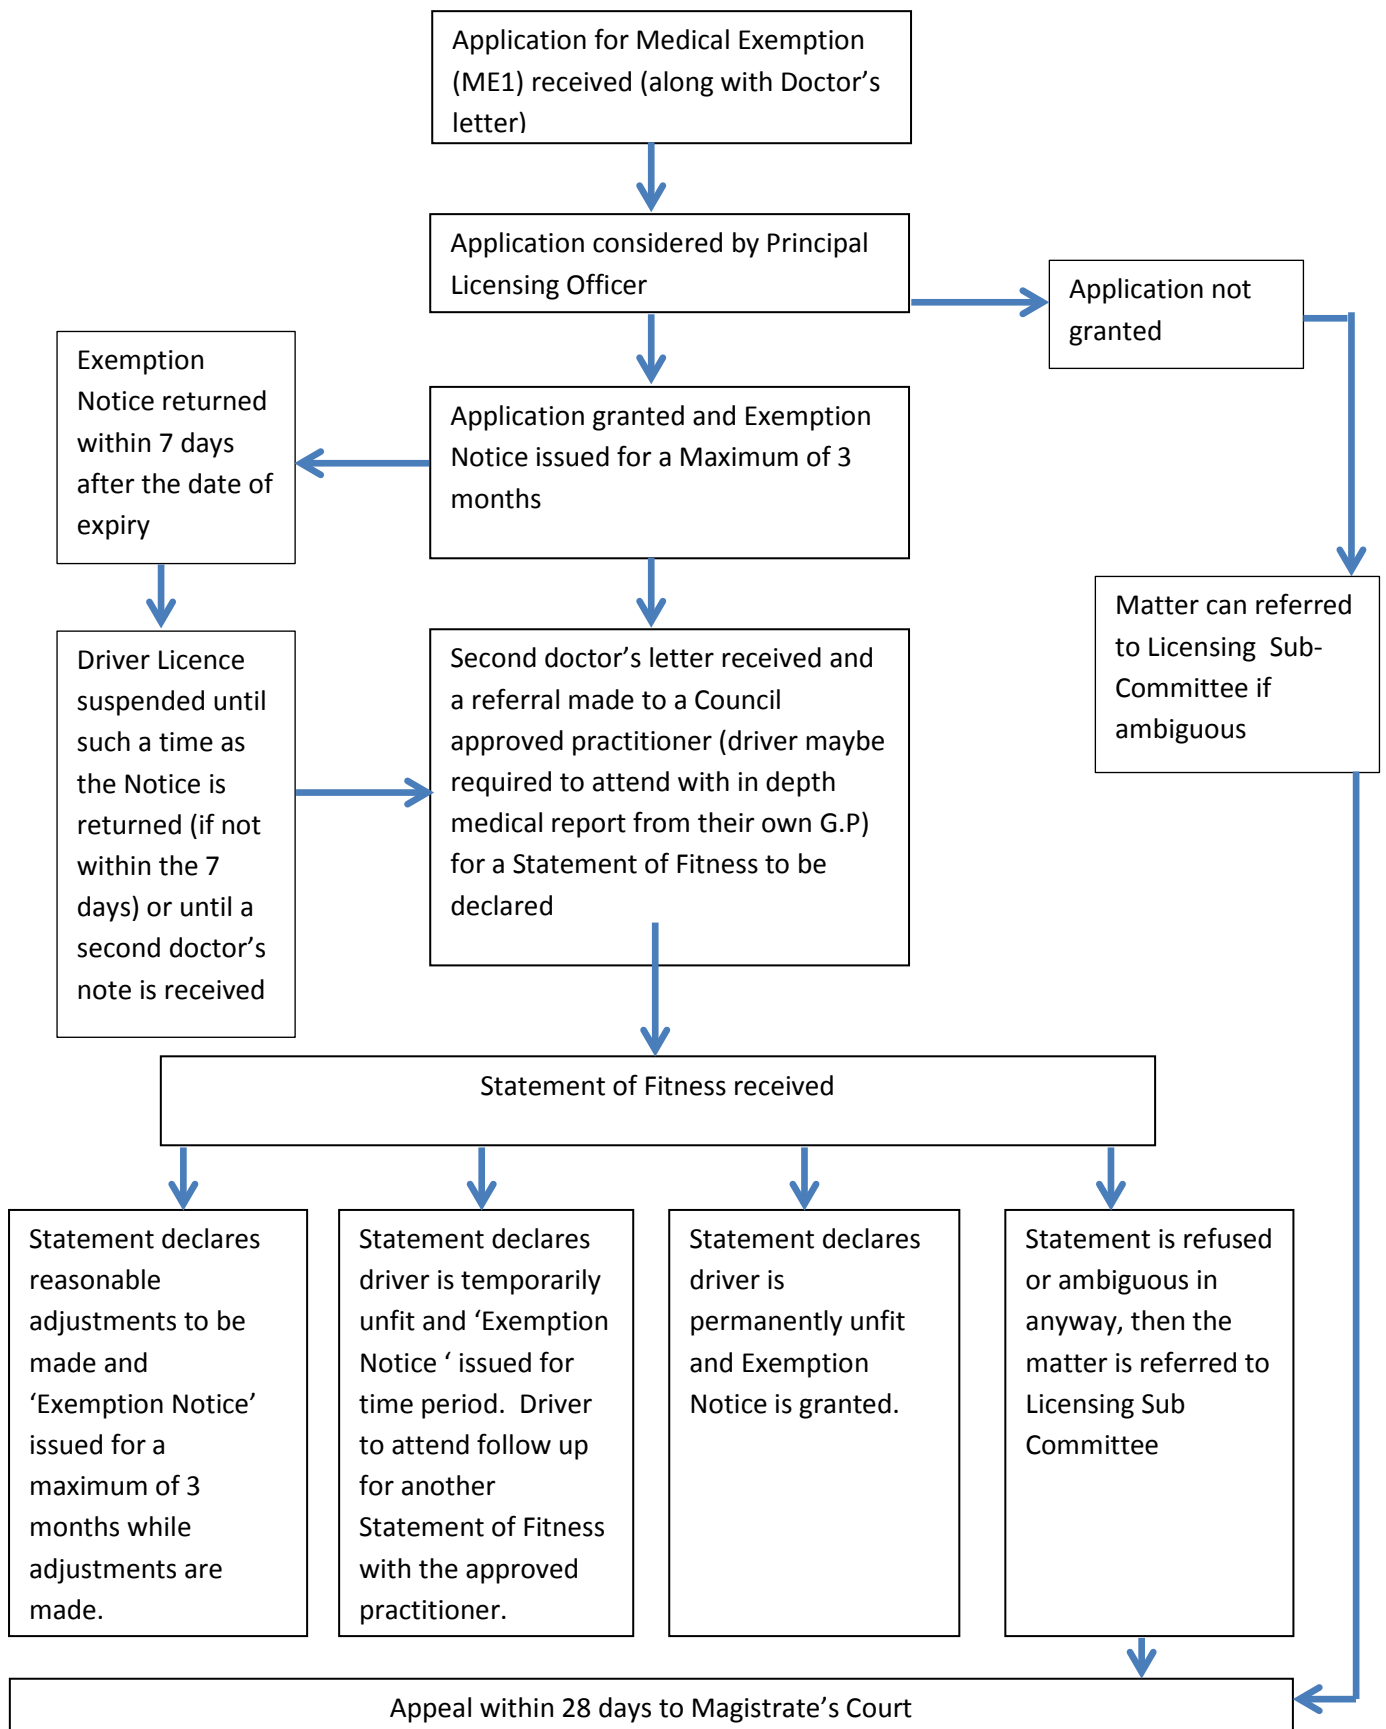 Application for Medical Exemption
(ME1) received (along with Doctor’s
letter)
Application considered by Principal
Licensing Officer
Application not
granted
Exemption
Notice returned
within 7 days
after the date of
expiry
Application granted and Exemption
Notice issued for a Maximum of 3
months
Matter can referred
to Licensing  Sub-
Committee if
ambiguous
Driver Licence
suspended until
such a time as
the Notice is
returned (if not
within the 7
days) or until a
second doctor’s
note is received
Second doctor’s letter received and
a referral made to a Council
approved practitioner (driver maybe
required to attend with in depth
medical report from their own G.P)
for a Statement of Fitness to be
declared
Statement of Fitness received
Statement declares
reasonable
adjustments to be
made and
‘Exemption Notice’
issued for a
maximum of 3
months while
adjustments are
made.
Statement declares
driver is temporarily
unfit and ‘Exemption
Notice ‘ issued for
time period.  Driver
to attend follow up
for another
Statement of Fitness
with the approved
practitioner.
Statement declares
driver is
permanently unfit
and Exemption
Notice is granted.
Statement is refused
or ambiguous in
anyway, then the
matter is referred to
Licensing Sub
Committee
Appeal within 28 days to Magistrate’s Court